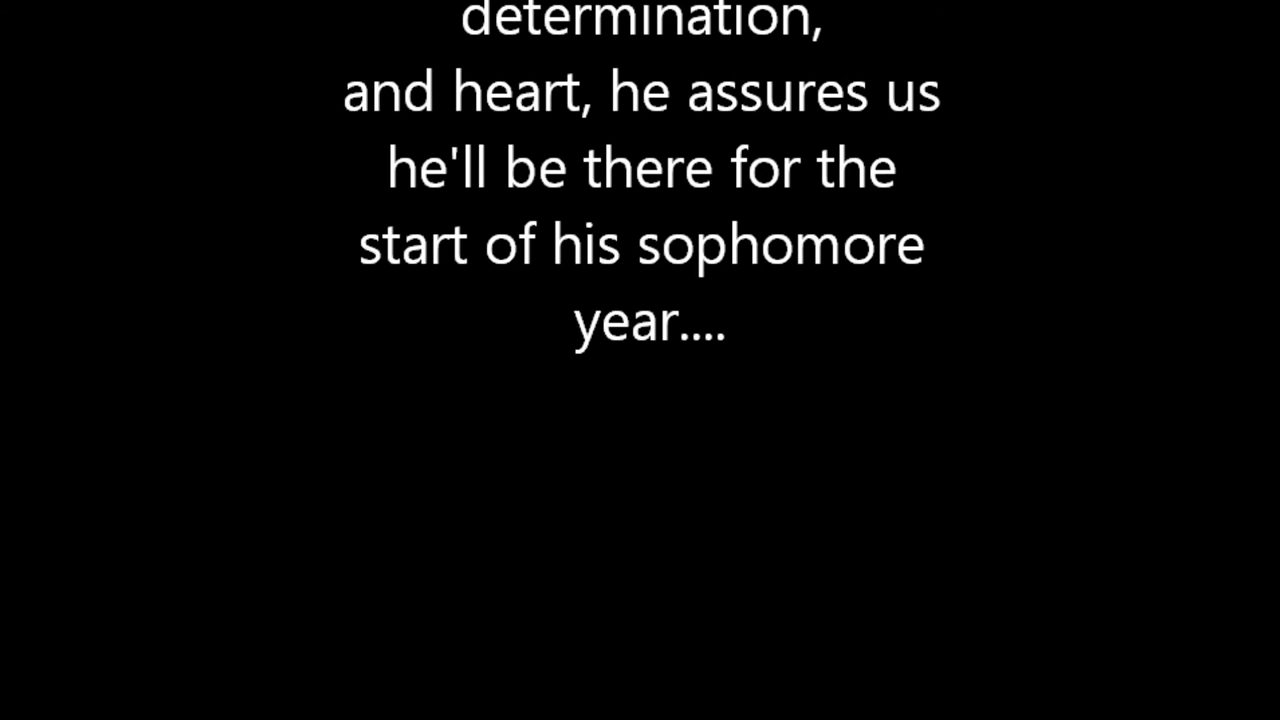 determination,
and heart, he assures us
he'll be there for the
start of his sophomore
year....